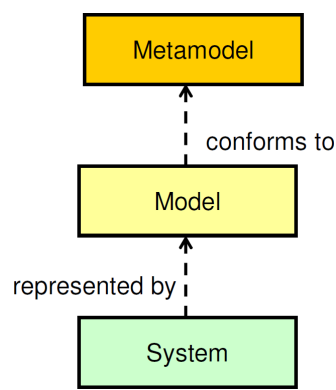 Metamodel
conforms to
Model
represented by
System